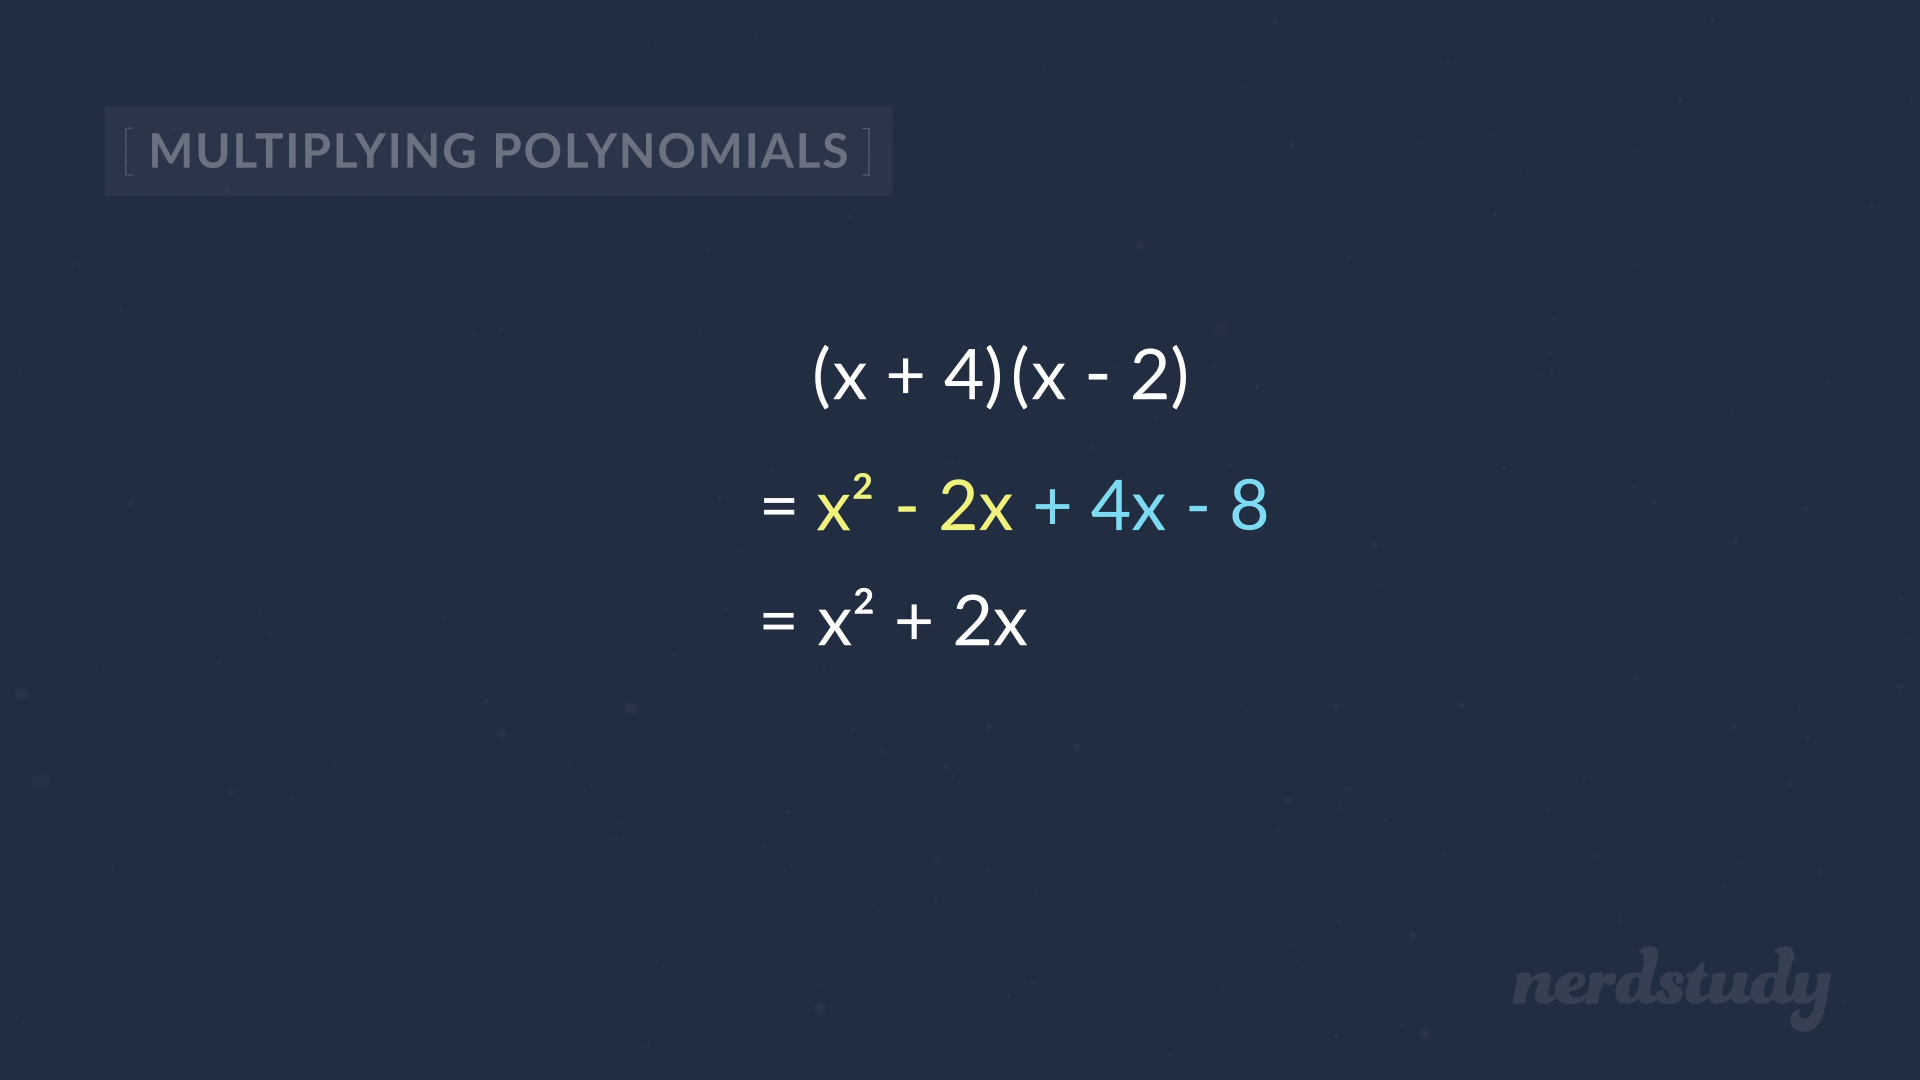 [ MULTIPLYING POLYNOMIALS ]
(x + 4)(x - 2)
= x² - 2x + 4x - 8
= x² + 2x
nerdstudy